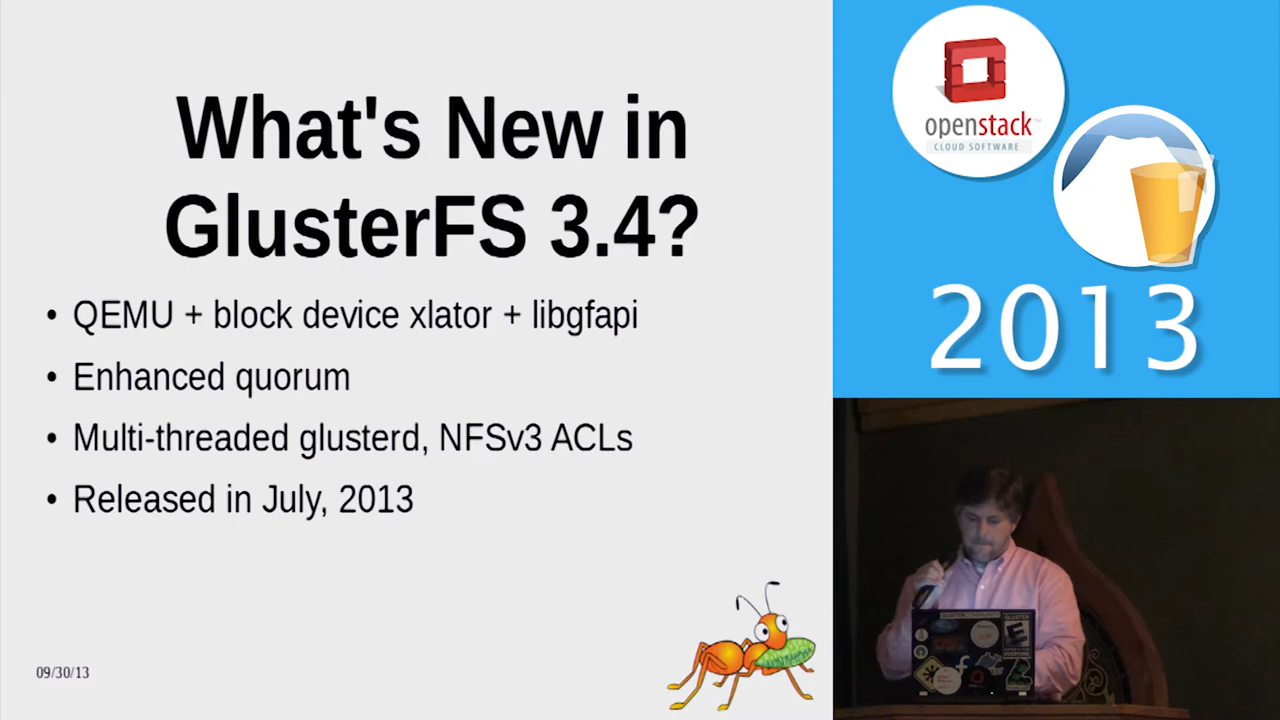 What's New in
GlusterFS 3.4?
• QEMU + block device xlator + libgfapi
• Enhanced quorum
• Multi-threaded glusterd, NFSv3 ACLs
• Released in July, 2013
09/30/13
openstack
CLOUD SOFTWARE
2013
GLUSTER
E